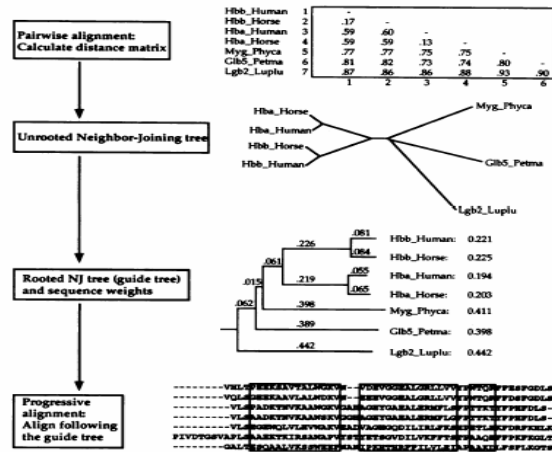 Pairwise alignment:
Calculate distance matrix
Hbb_Human 1 -
Hbb_Horse 2 .17 -
Hba_Human 3 .59 .60 -
Hba_Horse 4 .59 .59 .13 -
Myg_Phyca 5 .77 .77 .75 .75 -
Glb5_Petma 6 .81 .82 .73 .74 .80 -
Lgb2_Luplu 7 .87 .86 .86 .88 .93 .90
1 2 3 4 5 6
Unrooted Neighbor-Joining tree
Hba_Horse
Hba_Human
Hbb_Horse
Hbb_Human
Myg_Phyca
Glb5_Petma
Lgb2_Luplu
Rooted NJ tree (guide tree)
and sequence weights
.081
.226
.084
.061
.055
.219
.065
.015
.398
.062
.389
.442
Hbb_Human: 0.221
Hbb_Horse: 0.225
Hba_Human: 0.194
Hba_Horse: 0.203
Myg_Phyca: 0.411
Glb5_Petma: 0.398
Lgb2_Luplu: 0.442
Progressive
alignment:
Align following
the guide tree